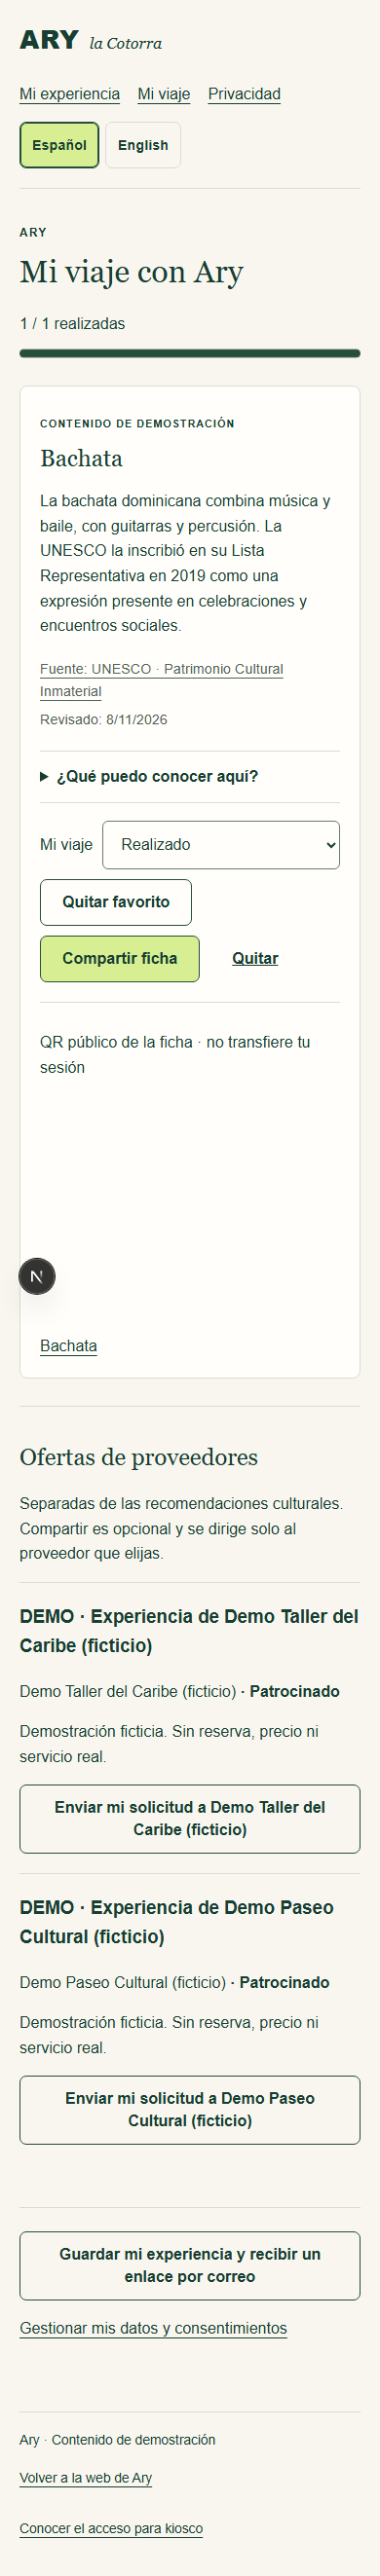 ARY la Cotorra
Mi experiencia Mi viaje Privacidad
Español English
ARY
Mi viaje con Ary
1 / 1 realizadas
CONTENIDO DE DEMOSTRACIÓN
Bachata
La bachata dominicana combina música y
baile, con guitarras y percusión. La
UNESCO la inscribió en su Lista
Representativa en 2019 como una
expresión presente en celebraciones y
encuentros sociales.
Fuente: UNESCO · Patrimonio Cultural
Inmaterial
Revisado: 8/11/2026
¿Qué puedo conocer aquí?
Mi viaje Realizado
Quitar favorito
Compartir ficha Quitar
QR público de la ficha · no transfiere tu
sesión
N
Bachata
Ofertas de proveedores
Separadas de las recomendaciones culturales.
Compartir es opcional y se dirige solo al
proveedor que elijas.
DEMO · Experiencia de Demo Taller del
Caribe (ficticio)
Demo Taller del Caribe (ficticio) · Patrocinado
Demostración ficticia. Sin reserva, precio ni
servicio real.
Enviar mi solicitud a Demo Taller del
Caribe (ficticio)
DEMO · Experiencia de Demo Paseo
Cultural (ficticio)
Demo Paseo Cultural (ficticio) · Patrocinado
Demostración ficticia. Sin reserva, precio ni
servicio real.
Enviar mi solicitud a Demo Paseo
Cultural (ficticio)
Guardar mi experiencia y recibir un
enlace por correo
Gestionar mis datos y consentimientos
Ary · Contenido de demostración
Volver a la web de Ary
Conocer el acceso para kiosco